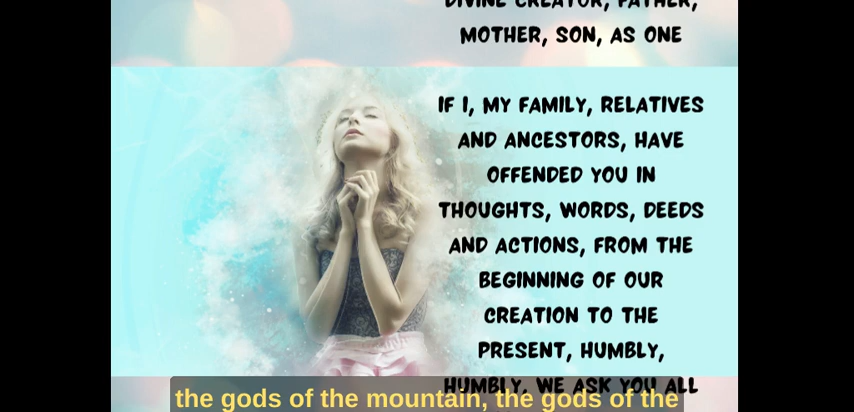 DIVINE CREATOR, FATHER,
MOTHER, SON, AS ONE
IF I, MY FAMILY, RELATIVES
AND ANCESTORS, HAVE
OFFENDED YOU IN
THOUGHTS, WORDS, DEEDS
AND ACTIONS, FROM THE
BEGINNING OF OUR
CREATION TO THE
PRESENT, HUMBLY,
HUMBLY, WE ASK YOU ALL
the gods of the mountain, the gods of the